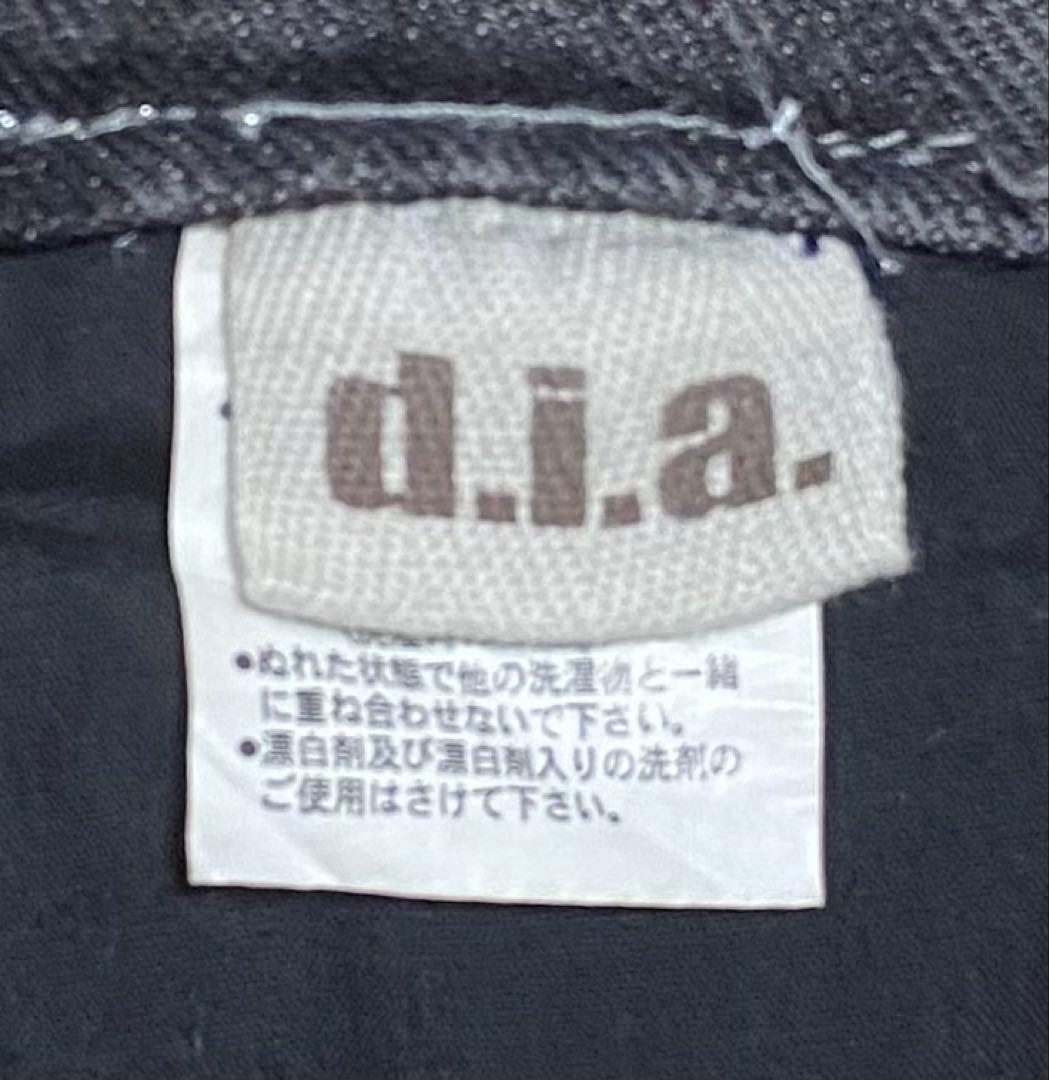 d.i.a.
●ぬれた状態で他の洗濯物と一緒
に重ね合わせないで下さい。
●漂白剤及び漂白剤入りの洗剤の
ご使用はさけて下さい。